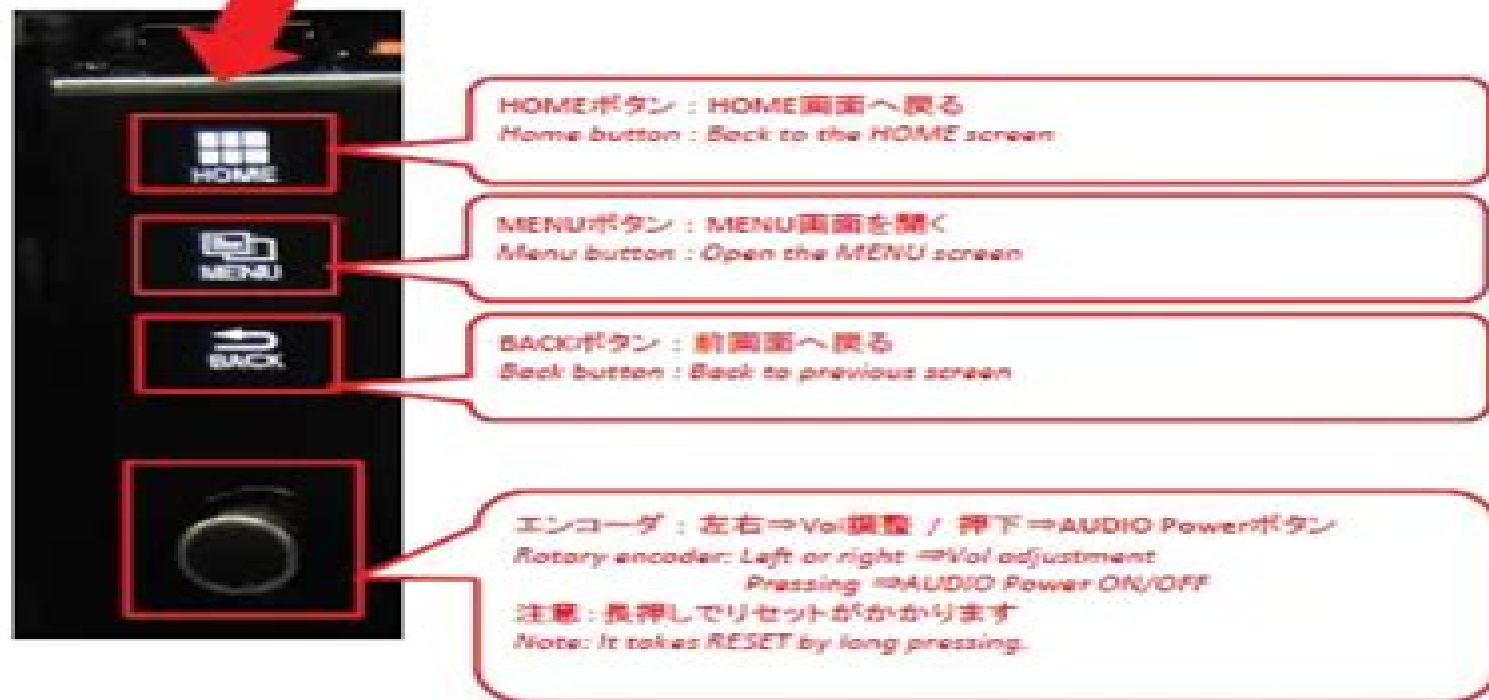 HOME
HOMEボタン：HOME画面へ戻る
Home button : Back to the HOME screen
MENU
MENUボタン：MENU画面を開く
Menu button : Open the MENU screen
BACK
BACKボタン：前画面へ戻る
Back button : Back to previous screen
エンコーダ：左右⇒Vol調整 / 押下⇒AUDIO Powerボタン
Rotary encoder: Left or right ⇒Vol adjustment
Pressing ⇒AUDIO Power ON/OFF
注意：長押しでリセットがかかります
Note: It takes RESET by long pressing.